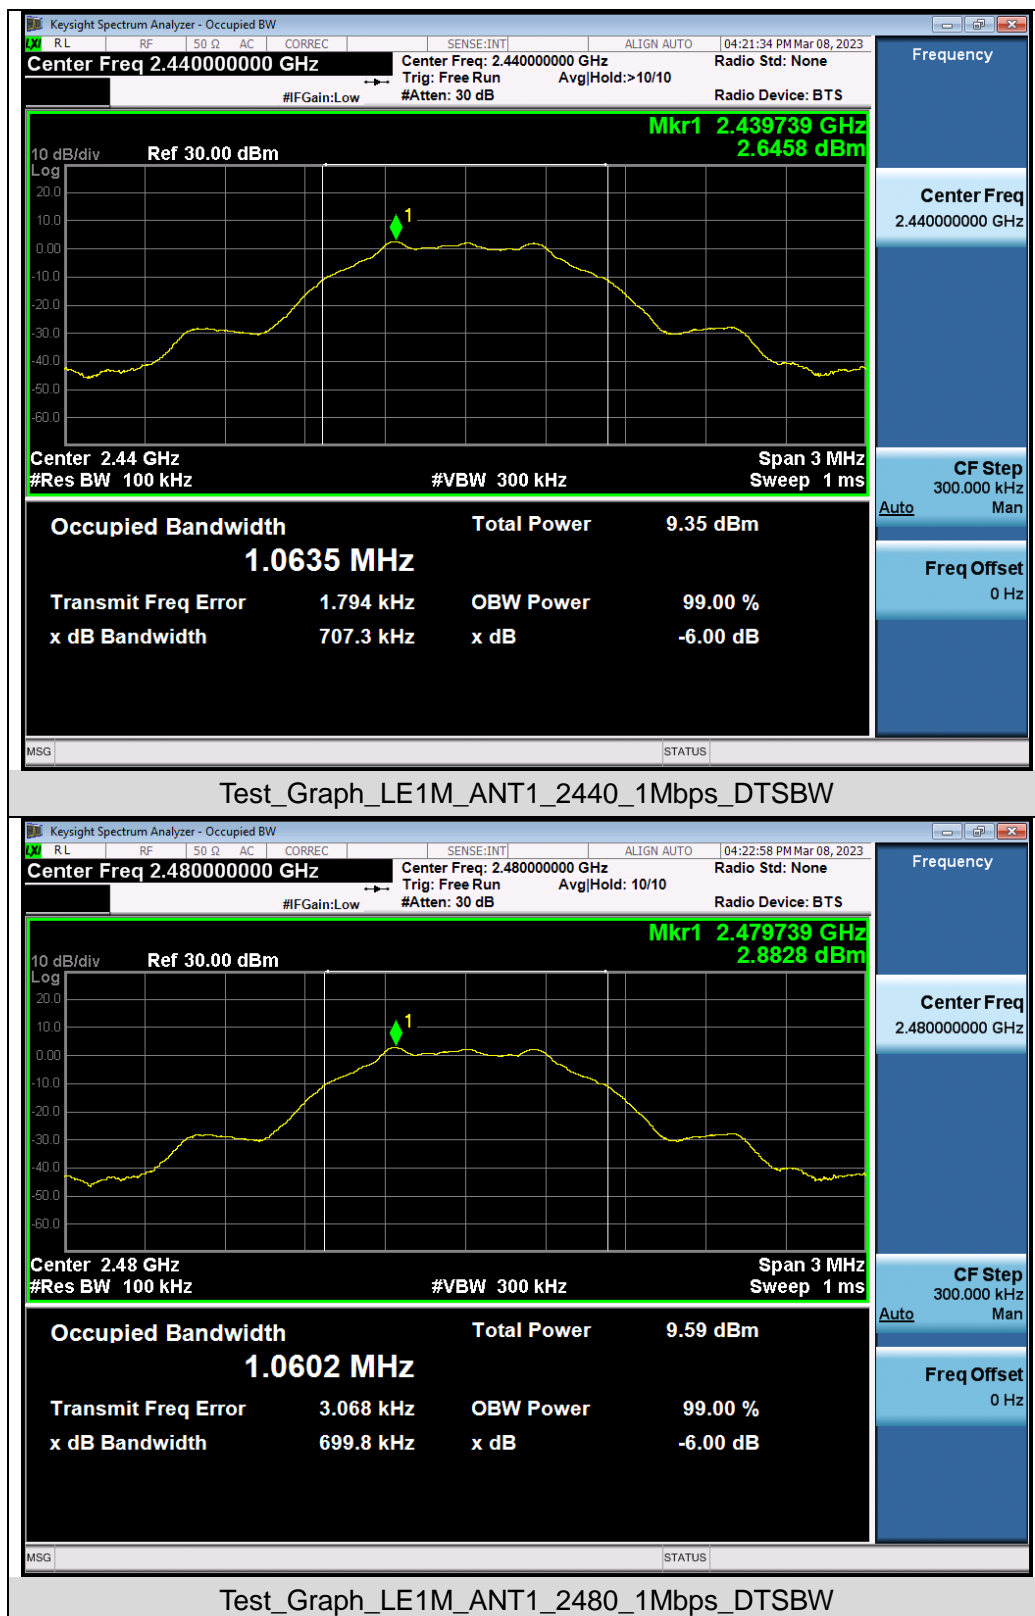 Keysight Spectrum Analyzer - Occupied BW
LXI RL RF 50 Ω AC CORREC SENSE:INT ALIGN AUTO 04:21:34 PM Mar 08, 2023
Center Freq 2.440000000 GHz
Center Freq: 2.440000000 GHz
Radio Std: None
Trig: Free Run Avg|Hold:>10/10
#IFGain:Low #Atten: 30 dB Radio Device: BTS
Frequency
Mkr1 2.439739 GHz
2.6458 dBm
10 dB/div Ref 30.00 dBm
Log
20.0
10.0
0.00
-10.0
-20.0
-30.0
-40.0
-50.0
-60.0
1
Center 2.44 GHz Span 3 MHz
#Res BW 100 kHz #VBW 300 kHz Sweep 1 ms
Center Freq
2.440000000 GHz
CF Step
300.000 kHz
Auto Man
Freq Offset
0 Hz
Occupied Bandwidth Total Power 9.35 dBm
1.0635 MHz
Transmit Freq Error 1.794 kHz OBW Power 99.00 %
x dB Bandwidth 707.3 kHz x dB -6.00 dB
MSG STATUS
Test_Graph_LE1M_ANT1_2440_1Mbps_DTSBW
Keysight Spectrum Analyzer - Occupied BW
LXI RL RF 50 Ω AC CORREC SENSE:INT ALIGN AUTO 04:22:58 PM Mar 08, 2023
Center Freq 2.480000000 GHz
Center Freq: 2.480000000 GHz
Radio Std: None
Trig: Free Run Avg|Hold: 10/10
#IFGain:Low #Atten: 30 dB Radio Device: BTS
Frequency
Mkr1 2.479739 GHz
2.8828 dBm
10 dB/div Ref 30.00 dBm
Log
20.0
10.0
0.00
-10.0
-20.0
-30.0
-40.0
-50.0
-60.0
1
Center 2.48 GHz Span 3 MHz
#Res BW 100 kHz #VBW 300 kHz Sweep 1 ms
Center Freq
2.480000000 GHz
CF Step
300.000 kHz
Auto Man
Freq Offset
0 Hz
Occupied Bandwidth Total Power 9.59 dBm
1.0602 MHz
Transmit Freq Error 3.068 kHz OBW Power 99.00 %
x dB Bandwidth 699.8 kHz x dB -6.00 dB
MSG STATUS
Test_Graph_LE1M_ANT1_2480_1Mbps_DTSBW